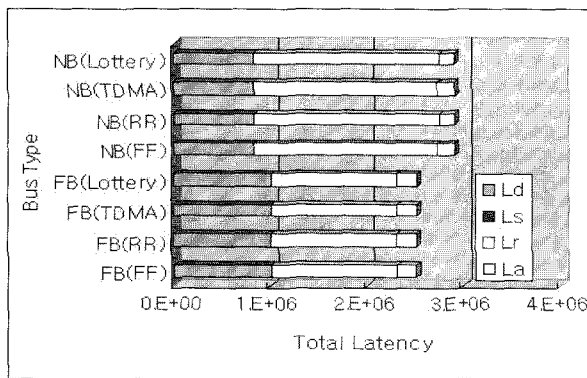 NB(Lottery)
NB(TDMA)
NB(RR)
NB(FF)
FB(Lottery)
FB(TDMA)
FB(RR)
FB(FF)
Bus Type
Ld
Ls
Lr
La
0.E+00 1.E+06 2.E+06 3.E+06 4.E+06
Total Latency